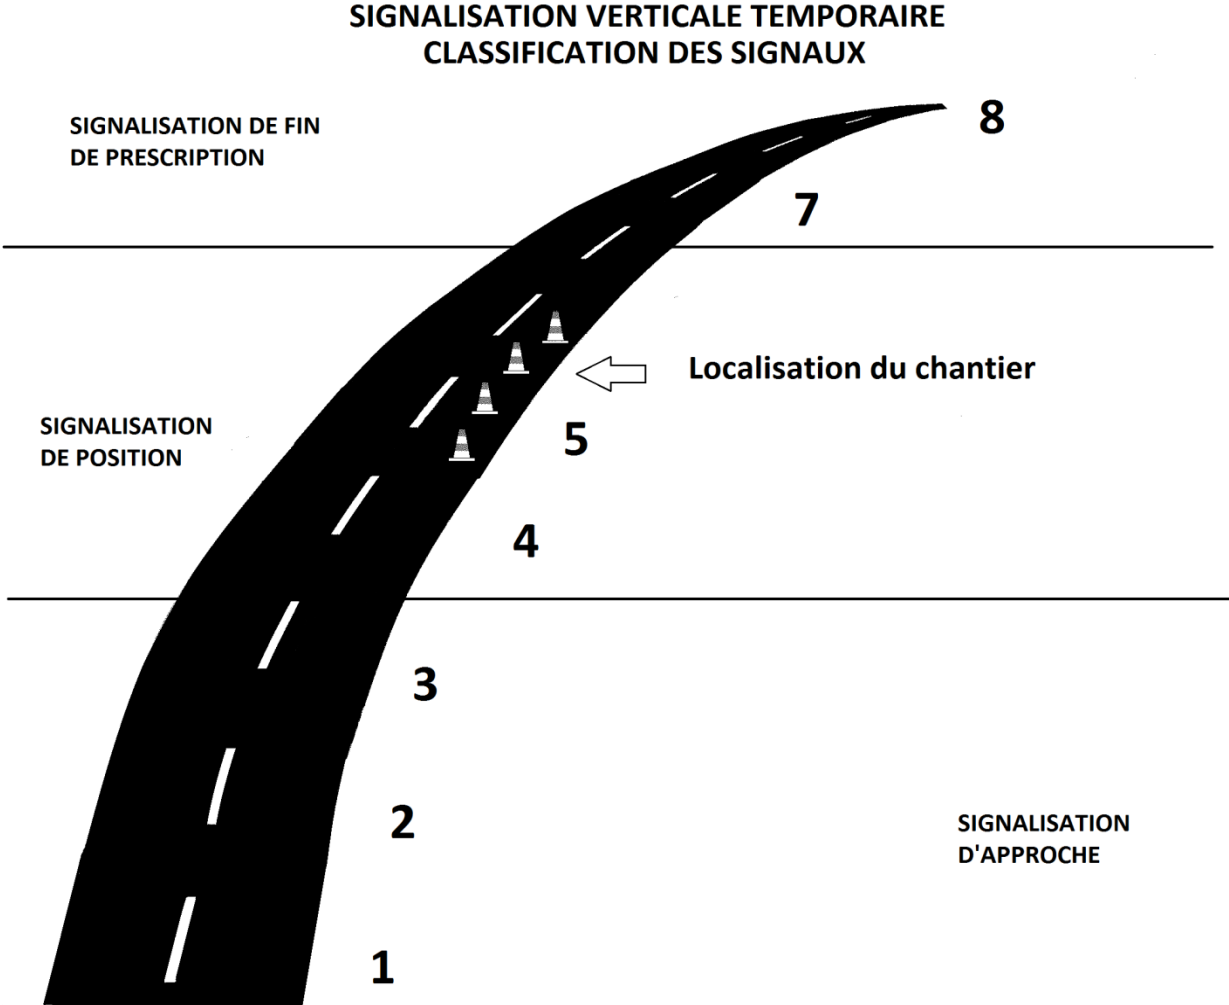 SIGNALISATION VERTICALE TEMPORAIRE
CLASSIFICATION DES SIGNAUX
SIGNALISATION DE FIN
DE PRESCRIPTION
8
7
Localisation du chantier
SIGNALISATION
DE POSITION
5
4
3
2
SIGNALISATION
D'APPROCHE
1